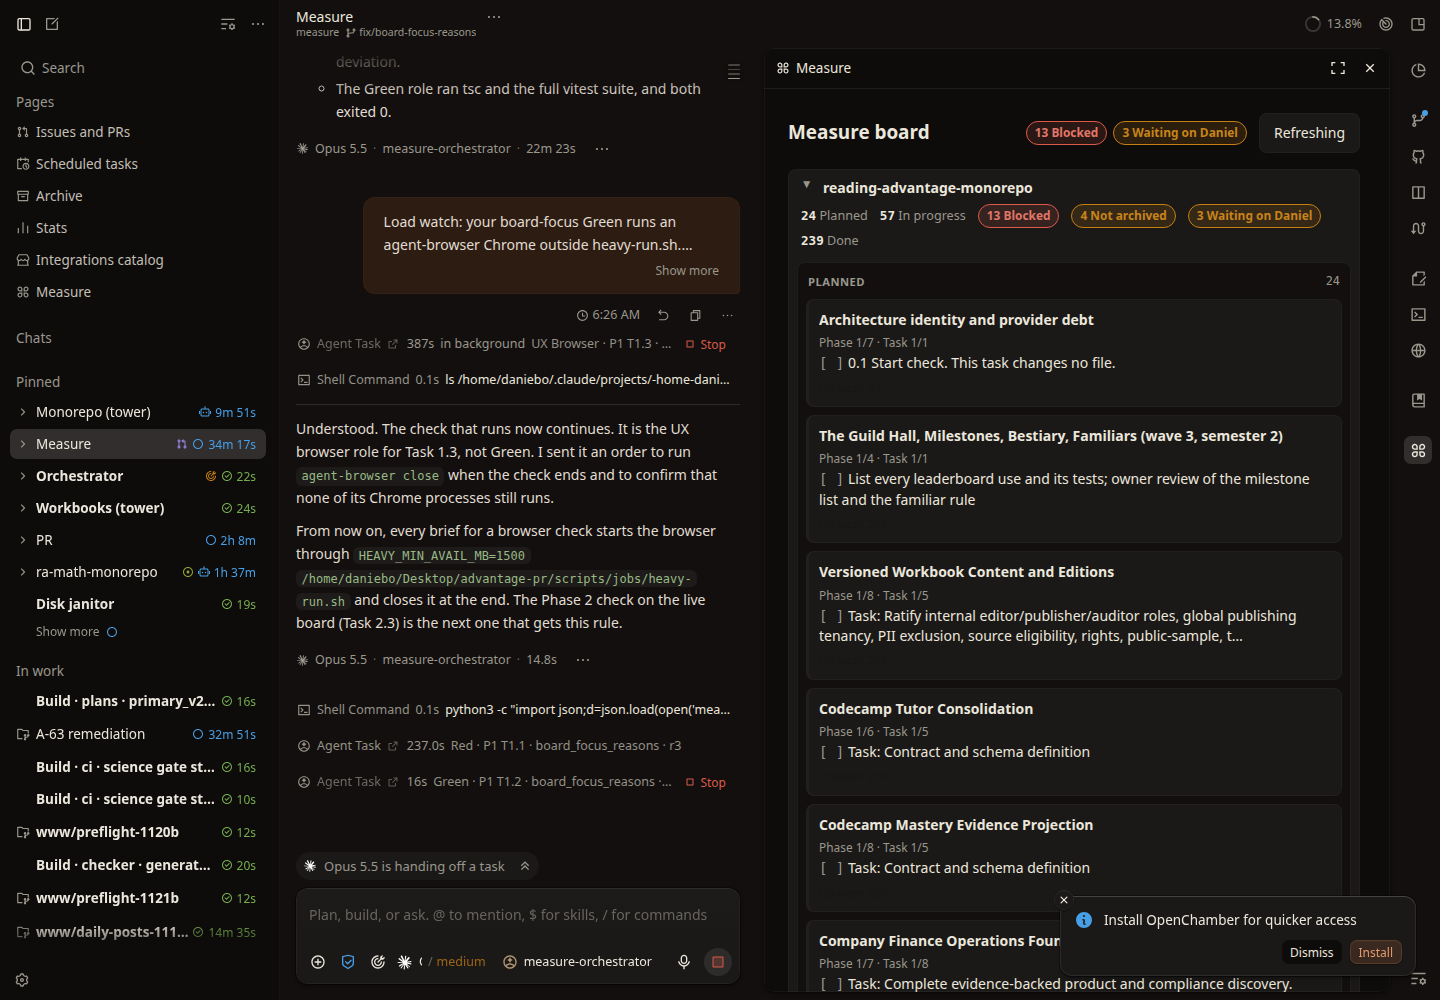 Search
Pages
Issues and PRs
Scheduled tasks
Archive
Stats
Integrations catalog
Measure
Chats
Pinned
Monorepo (tower) 9m 51s
Measure 34m 17s
Orchestrator 22s
Workbooks (tower) 24s
PR 2h 8m
ra-math-monorepo 1h 37m
Disk janitor 19s
Show more
In work
Build · plans · primary_v2... 16s
A-63 remediation 32m 51s
Build · ci · science gate st... 16s
Build · ci · science gate st... 10s
www/preflight-1120b 12s
Build · checker · generat... 20s
www/preflight-1121b 12s
www/daily-posts-111... 14m 35s
Measure
measure fix/board-focus-reasons
deviation.
The Green role ran tsc and the full vitest suite, and both
exited 0.
Opus 5.5 · measure-orchestrator · 22m 23s
Load watch: your board-focus Green runs an
agent-browser Chrome outside heavy-run.sh....
Show more
6:26 AM
Agent Task 387s in background UX Browser · P1 T1.3 · ... Stop
Shell Command 0.1s ls /home/daniebo/.claude/projects/-home-dani...
Understood. The check that runs now continues. It is the UX
browser role for Task 1.3, not Green. I sent it an order to run
agent-browser close when the check ends and to confirm that
none of its Chrome processes still runs.
From now on, every brief for a browser check starts the browser
through HEAVY_MIN_AVAIL_MB=1500
/home/daniebo/Desktop/advantage-pr/scripts/jobs/heavy-
run.sh and closes it at the end. The Phase 2 check on the live
board (Task 2.3) is the next one that gets this rule.
Opus 5.5 · measure-orchestrator · 14.8s
Shell Command 0.1s python3 -c "import json;d=json.load(open('mea...
Agent Task 237.0s Red · P1 T1.1 · board_focus_reasons · r3
Agent Task 16s Green · P1 T1.2 · board_focus_reasons ·... Stop
Opus 5.5 is handing off a task
Plan, build, or ask. @ to mention, $ for skills, / for commands
/ medium measure-orchestrator
13.8%
Measure
Measure board 13 Blocked 3 Waiting on Daniel Refreshing
reading-advantage-monorepo
24 Planned 57 In progress 13 Blocked 4 Not archived 3 Waiting on Daniel
239 Done
PLANNED 24
Architecture identity and provider debt
Phase 1/7 · Task 1/1
[ ] 0.1 Start check. This task changes no file.
The Guild Hall, Milestones, Bestiary, Familiars (wave 3, semester 2)
Phase 1/4 · Task 1/1
[ ] List every leaderboard use and its tests; owner review of the milestone
list and the familiar rule
Versioned Workbook Content and Editions
Phase 1/8 · Task 1/5
[ ] Task: Ratify internal editor/publisher/auditor roles, global publishing
tenancy, PII exclusion, source eligibility, rights, public-sample, t...
Codecamp Tutor Consolidation
Phase 1/6 · Task 1/5
[ ] Task: Contract and schema definition
Codecamp Mastery Evidence Projection
Phase 1/8 · Task 1/5
[ ] Task: Contract and schema definition
Company Finance Operations
Phase 1/7 · Task 1/8
[ ] Task: Complete evidence-backed product and compliance discovery.
Install OpenChamber for quicker access
Dismiss Install